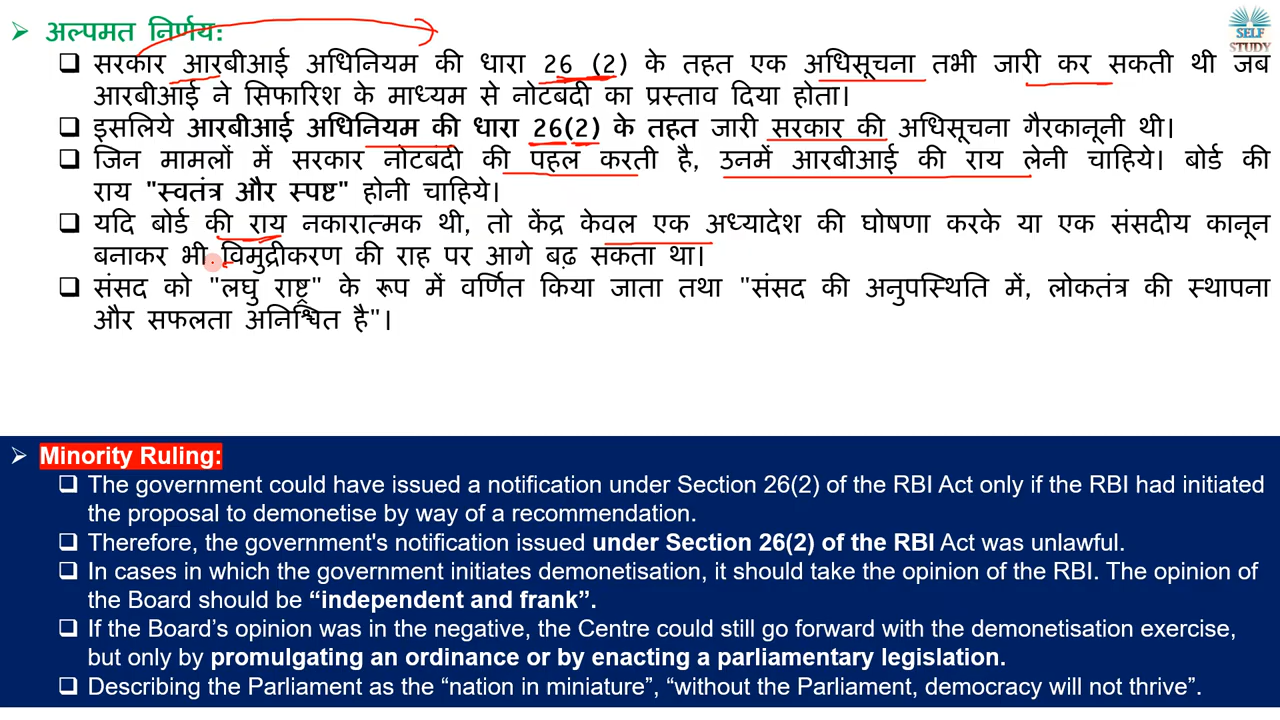 ➢ अल्पमत निर्णय:
SELF
STUDY
❑ सरकार आरबीआई अधिनियम की धारा 26 (2) के तहत एक अधिसूचना तभी जारी कर सकती थी जब
आरबीआई ने सिफारिश के माध्यम से नोटबंदी का प्रस्ताव दिया होता।
❑ इसलिये आरबीआई अधिनियम की धारा 26(2) के तहत जारी सरकार की अधिसूचना गैरकानूनी थी।
❑ जिन मामलों में सरकार नोटबंदी की पहल करती है, उनमें आरबीआई की राय लेनी चाहिये। बोर्ड की
राय "स्वतंत्र और स्पष्ट" होनी चाहिये।
❑ यदि बोर्ड की राय नकारात्मक थी, तो केंद्र केवल एक अध्यादेश की घोषणा करके या एक संसदीय कानून
बनाकर भी विमुद्रीकरण की राह पर आगे बढ़ सकता था।
❑ संसद को "लघु राष्ट्र" के रूप में वर्णित किया जाता तथा "संसद की अनुपस्थिति में, लोकतंत्र की स्थापना
और सफलता अनिश्चित है"।
➢ Minority Ruling:
❑ The government could have issued a notification under Section 26(2) of the RBI Act only if the RBI had initiated
the proposal to demonetise by way of a recommendation.
❑ Therefore, the government's notification issued under Section 26(2) of the RBI Act was unlawful.
❑ In cases in which the government initiates demonetisation, it should take the opinion of the RBI. The opinion of
the Board should be “independent and frank”.
❑ If the Board’s opinion was in the negative, the Centre could still go forward with the demonetisation exercise,
but only by promulgating an ordinance or by enacting a parliamentary legislation.
❑ Describing the Parliament as the “nation in miniature”, “without the Parliament, democracy will not thrive”.